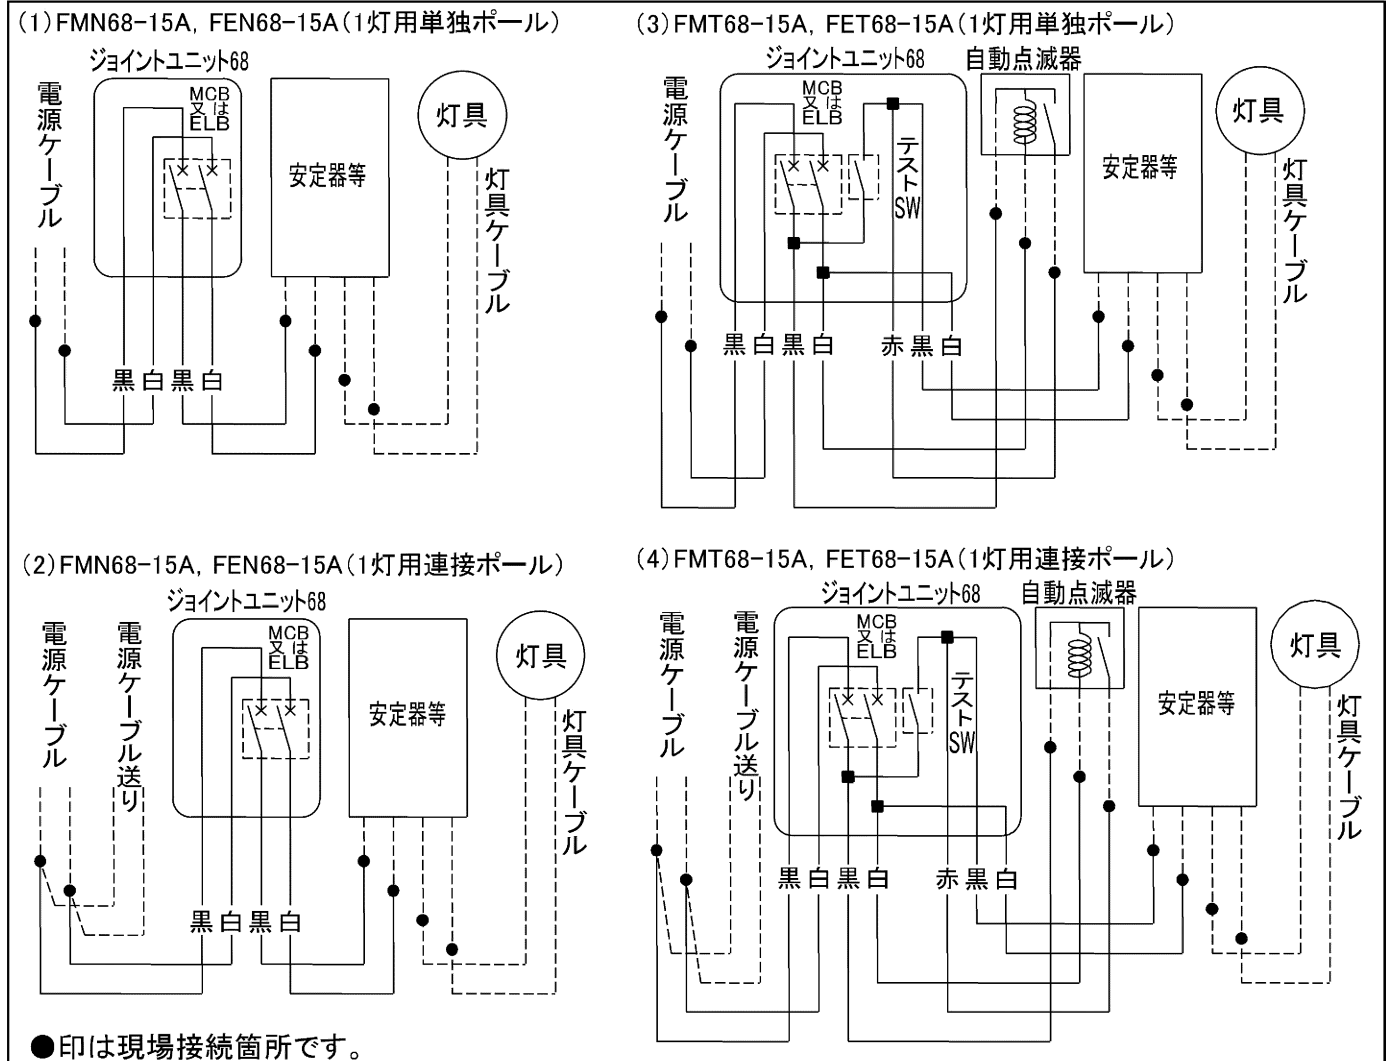 (1)FMN68-15A, FEN68-15A(1灯用単独ポール)
ジョイントユニット68
電源ケーブル
MCB
又は
ELB
安定器等
灯具
灯具ケーブル
黒 白 黒 白
(3)FMT68-15A, FET68-15A(1灯用単独ポール)
ジョイントユニット68
自動点滅器
電源ケーブル
MCB
又は
ELB
テストSW
安定器等
灯具
灯具ケーブル
黒 白 黒 白 赤 黒 白
(2)FMN68-15A, FEN68-15A(1灯用連接ポール)
ジョイントユニット68
電源ケーブル
電源ケーブル送り
MCB
又は
ELB
安定器等
灯具
灯具ケーブル
黒 白 黒 白
(4)FMT68-15A, FET68-15A(1灯用連接ポール)
ジョイントユニット68
自動点滅器
電源ケーブル
電源ケーブル送り
MCB
又は
ELB
テストSW
安定器等
灯具
灯具ケーブル
黒 白 黒 白 赤 黒 白
●印は現場接続箇所です。